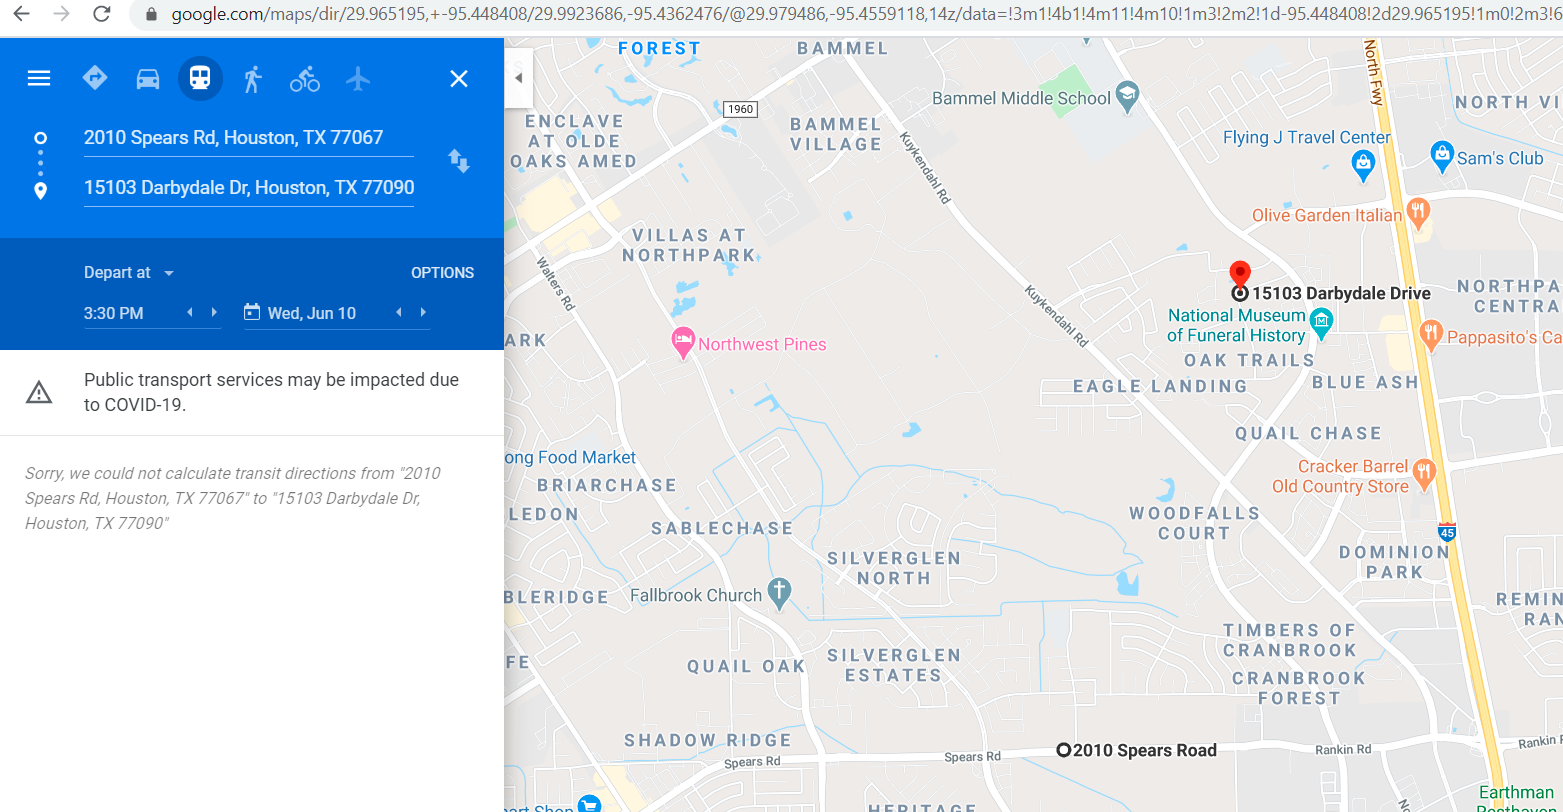 google.com/maps/dir/29.965195,+-95.448408/29.9923686,-95.4362476/@29.979486,-95.4559118,14z/data=!3m1!4b1!4m11!4m10!1m3!2m2!1d-95.448408!2d29.965195!1m0!2m3!6
2010 Spears Rd, Houston, TX 77067
15103 Darbydale Dr, Houston, TX 77090
Depart at
OPTIONS
3:30 PM
Wed, Jun 10
Public transport services may be impacted due
to COVID-19.
Sorry, we could not calculate transit directions from "2010
Spears Rd, Houston, TX 77067" to "15103 Darbydale Dr,
Houston, TX 77090"
FOREST
BAMMEL
North Fwy
1960
Bammel Middle School
NORTH VI
ENCLAVE
AT OLDE
OAKS AMED
BAMMEL
VILLAGE
Kuykendahl Rd
Flying J Travel Center
Sam's Club
Olive Garden Italian
VILLAS AT
NORTHPARK
Walters Rd
Kuykendahl Rd
15103 Darbydale Drive
NORTHPA
CENTRA
National Museum
of Funeral History
Pappasito's Ca
ARK
Northwest Pines
OAK TRAILS
EAGLE LANDING
BLUE ASH
QUAIL CHASE
ong Food Market
BRIARCHASE
Cracker Barrel
Old Country Store
LEDON
SABLECHASE
WOODFALLS
COURT
45
SILVERGLEN
NORTH
DOMINION
PARK
BLERIDGE
Fallbrook Church
REMIN
RAN
TIMBERS OF
CRANBROOK
FE
QUAIL OAK
SILVERGLEN
ESTATES
CRANBROOK
FOREST
SHADOW RIDGE
Spears Rd
Spears Rd
2010 Spears Road
Rankin Rd
Rankin R
Earthman
HERITAGE